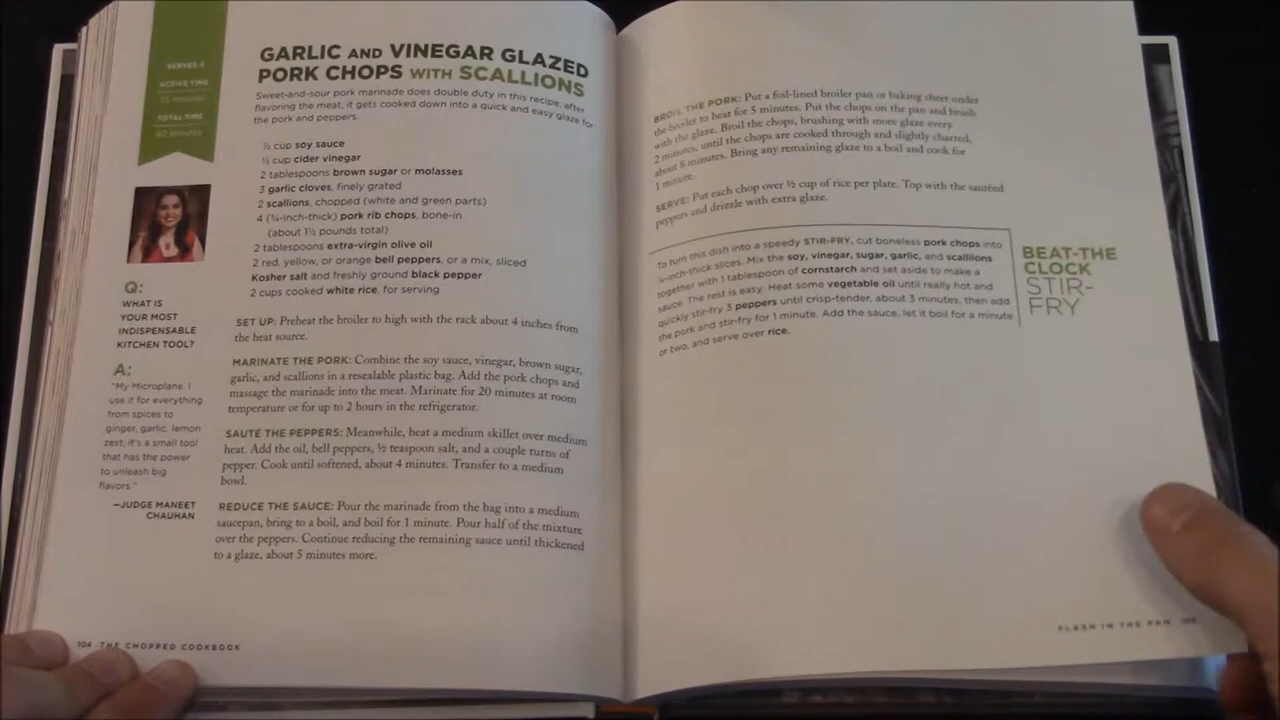 SERVES 4
ACTIVE TIME
TOTAL TIME
40 minutes
GARLIC AND VINEGAR GLAZED
PORK CHOPS WITH SCALLIONS
Sweet-and-sour pork marinade does double duty in this recipe; after
flavoring the meat, it gets cooked down into a quick and easy glaze for
the pork and peppers.
½ cup soy sauce
½ cup cider vinegar
2 tablespoons brown sugar or molasses
3 garlic cloves, finely grated
2 scallions, chopped (white and green parts)
4 (¾-inch-thick) pork rib chops, bone-in
(about 1½ pounds total)
2 tablespoons extra-virgin olive oil
2 red, yellow, or orange bell peppers, or a mix, sliced
Kosher salt and freshly ground black pepper
2 cups cooked white rice, for serving
Q:
WHAT IS
YOUR MOST
INDISPENSABLE
KITCHEN TOOL?
A:
"My Microplane. I
use it for everything
from spices to
ginger, garlic, lemon
zest; it's a small tool
that has the power
to unleash big
flavors."
—JUDGE MANEET
CHAUHAN
SET UP: Preheat the broiler to high with the rack about 4 inches from
the heat source.
MARINATE THE PORK: Combine the soy sauce, vinegar, brown sugar,
garlic, and scallions in a resealable plastic bag. Add the pork chops and
massage the marinade into the meat. Marinate for 20 minutes at room
temperature or for up to 2 hours in the refrigerator.
SAUTÉ THE PEPPERS: Meanwhile, heat a medium skillet over medium
heat. Add the oil, bell peppers, ½ teaspoon salt, and a couple turns of
pepper. Cook until softened, about 4 minutes. Transfer to a medium
bowl.
REDUCE THE SAUCE: Pour the marinade from the bag into a medium
saucepan, bring to a boil, and boil for 1 minute. Pour half of the mixture
over the peppers. Continue reducing the remaining sauce until thickened
to a glaze, about 5 minutes more.
104 THE CHOPPED COOKBOOK
BROIL THE PORK: Put a foil-lined broiler pan or baking sheet under
the broiler to heat for 5 minutes. Put the chops on the pan and brush
with the glaze. Broil the chops, brushing with more glaze every
2 minutes, until the chops are cooked through and slightly charred,
about 8 minutes. Bring any remaining glaze to a boil and cook for
1 minute.
SERVE: Put each chop over ½ cup of rice per plate. Top with the sautéed
peppers and drizzle with extra glaze.
To turn this dish into a speedy STIR-FRY, cut boneless pork chops into
¼-inch-thick slices. Mix the soy, vinegar, sugar, garlic, and scallions
together with 1 tablespoon of cornstarch and set aside to make a
sauce. The rest is easy: Heat some vegetable oil until really hot and
quickly stir-fry 3 peppers until crisp-tender, about 3 minutes, then add
the pork and stir-fry for 1 minute. Add the sauce, let it boil for a minute
or two, and serve over rice.
BEAT-THE
CLOCK
STIR-
FRY
FLASH IN THE PAN